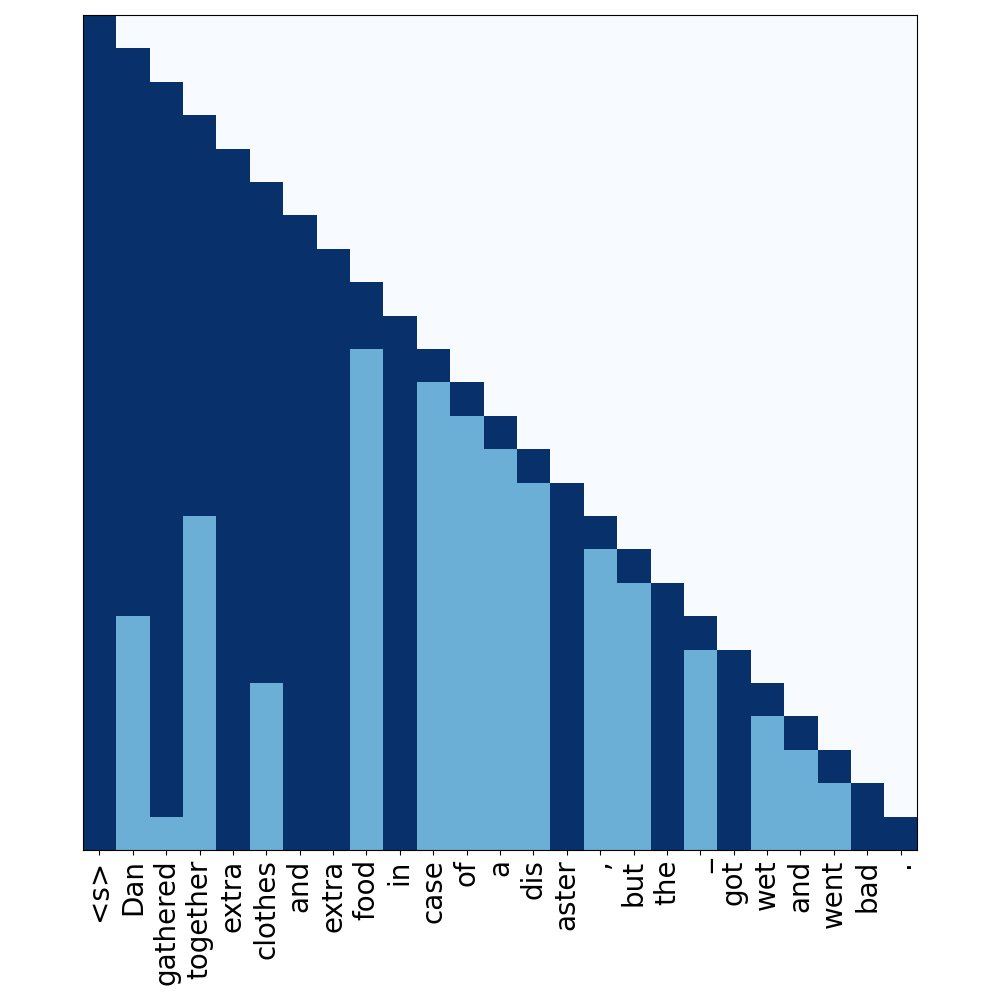 <s>
Dan
gathered
together
extra
clothes
and
extra
food
in
case
of
a
dis
aster
,
but
the
_
got
wet
and
went
bad
.